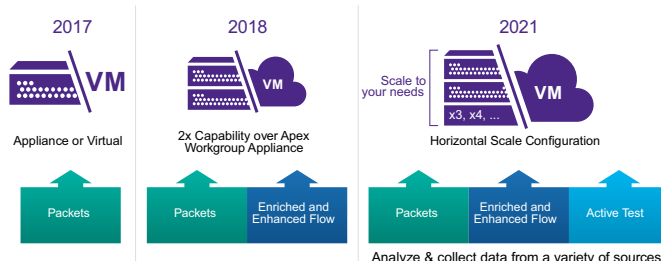 2017
VM
Appliance or Virtual
Packets
2018
VM
2x Capability over Apex
Workgroup Appliance
Packets
Enriched and
Enhanced Flow
2021
Scale to
your needs
x3, x4, ...
VM
Horizontal Scale Configuration
Packets
Enriched and
Enhanced Flow
Active Test
Analyze & collect data from a variety of sources